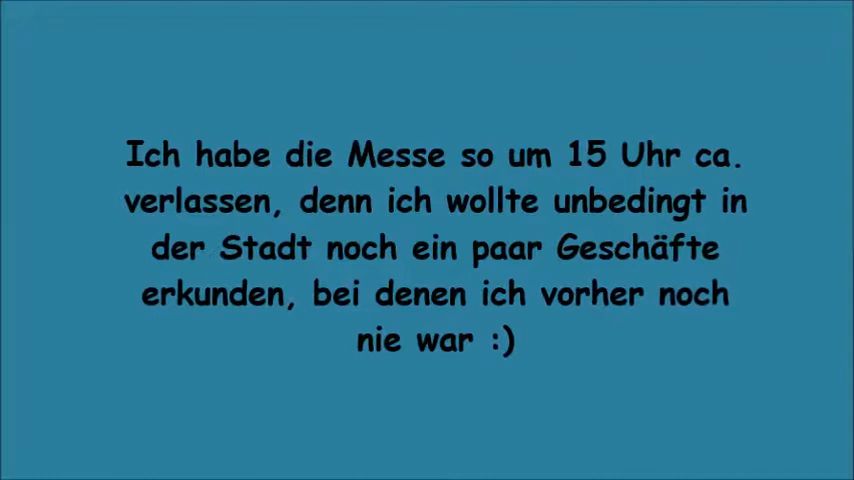 Ich habe die Messe so um 15 Uhr ca.
verlassen, denn ich wollte unbedingt in
der Stadt noch ein paar Geschäfte
erkunden, bei denen ich vorher noch
nie war :)